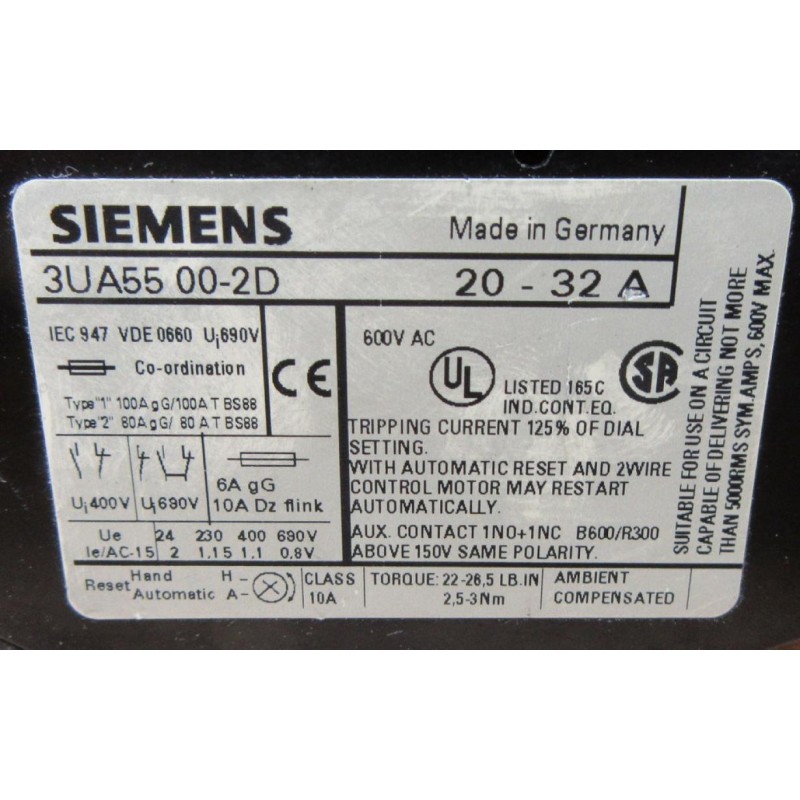 SIEMENS Made in Germany
3UA55 00-2D 20 - 32 A
IEC 947 VDE 0660 Ui690V
Co-ordination
Type "1" 100A gG/100A T BS88
Type "2" 80A gG/ 80 A T BS88
CE
Ui400V Ui690V
6A gG
10A Dz flink
Ue 24 230 400 690V
Ie/AC-15 2 1,15 1,1 0,8V
600V AC
UL LISTED 165C
IND.CONT.EQ.
SA
TRIPPING CURRENT 125% OF DIAL
SETTING.
WITH AUTOMATIC RESET AND 2WIRE
CONTROL MOTOR MAY RESTART
AUTOMATICALLY.
AUX. CONTACT 1NO+1NC B600/R300
ABOVE 150V SAME POLARITY.
SUITABLE FOR USE ON A CIRCUIT
CAPABLE OF DELIVERING NOT MORE
THAN 5000RMS SYM.AMPS, 600V MAX.
Reset Hand H -
Automatic A -
CLASS
10A
TORQUE: 22-26,5 LB.IN
2,5-3Nm
AMBIENT
COMPENSATED